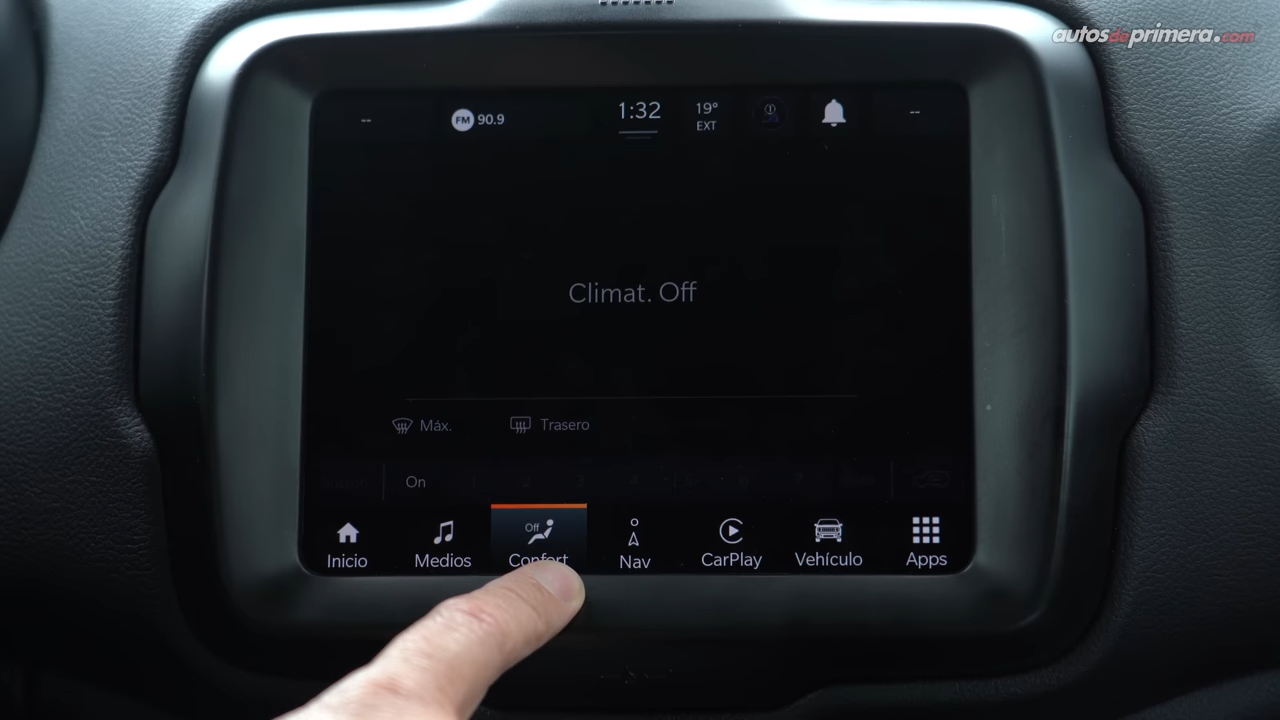 autosdeprimera.com
-- FM 90.9 1:32 19° EXT --
Climat. Off
Máx. Trasero
On
Off
Inicio Medios Confort Nav CarPlay Vehículo Apps